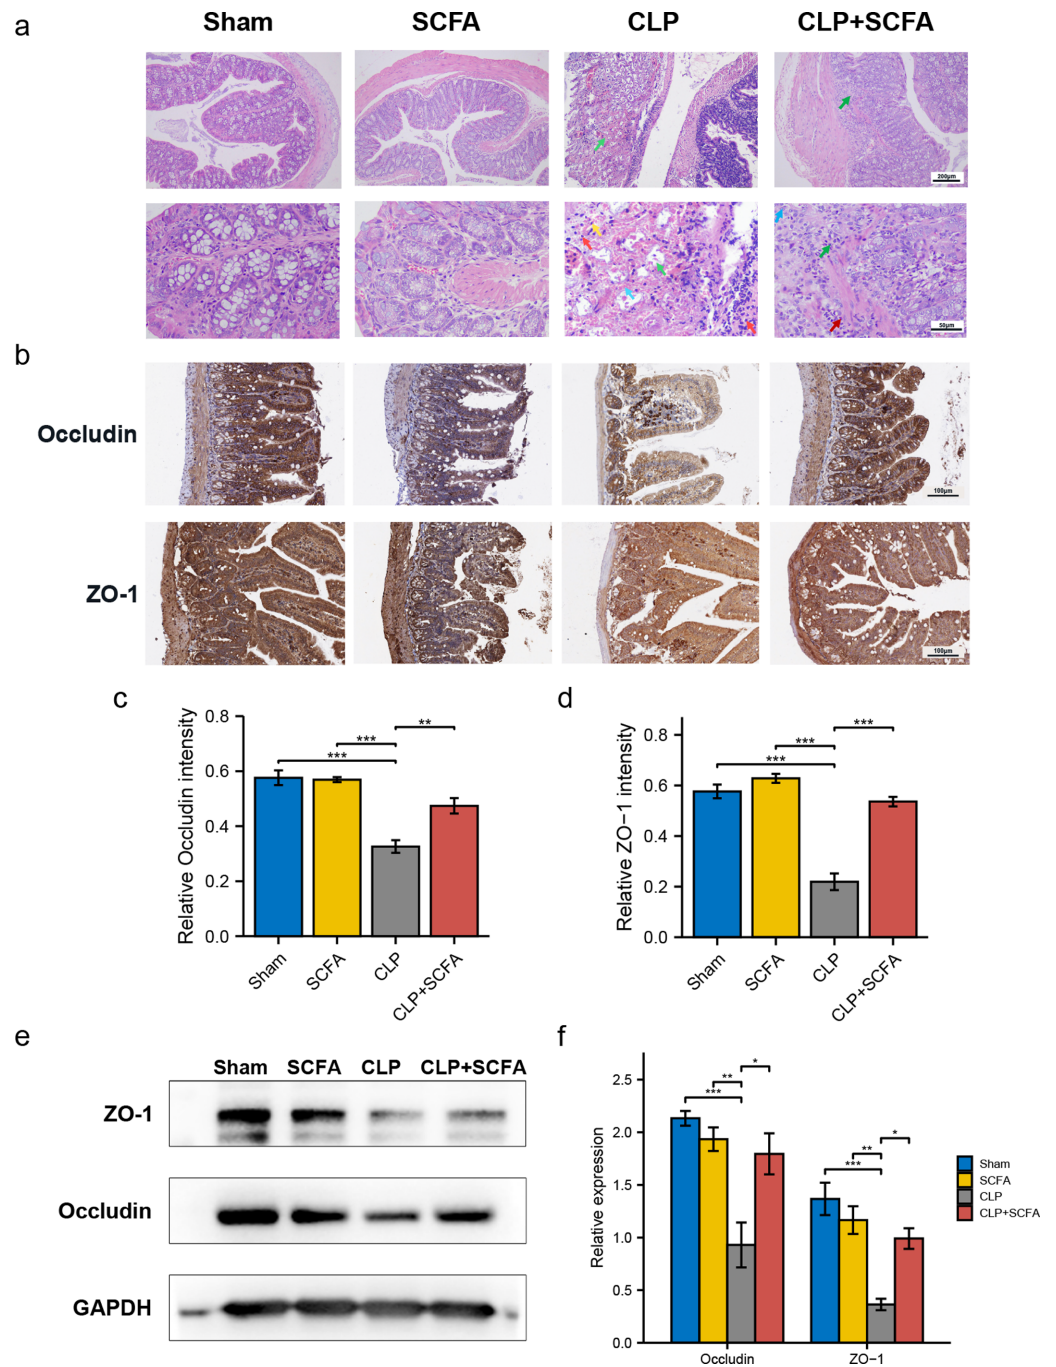 a
Sham SCFA CLP CLP+SCFA
200μm
50μm
b
Occludin
100μm
ZO-1
100μm
c
Relative Occludin intensity
0.8
0.6
0.4
0.2
0.0
***
***
**
Sham
SCFA
CLP
CLP+SCFA
d
Relative ZO−1 intensity
0.8
0.6
0.4
0.2
0.0
***
***
***
Sham
SCFA
CLP
CLP+SCFA
e
Sham SCFA CLP CLP+SCFA
ZO-1
Occludin
GAPDH
f
Relative expression
2.5
2.0
1.5
1.0
0.5
0.0
***
**
*
***
**
*
Occludin
ZO−1
Sham
SCFA
CLP
CLP+SCFA